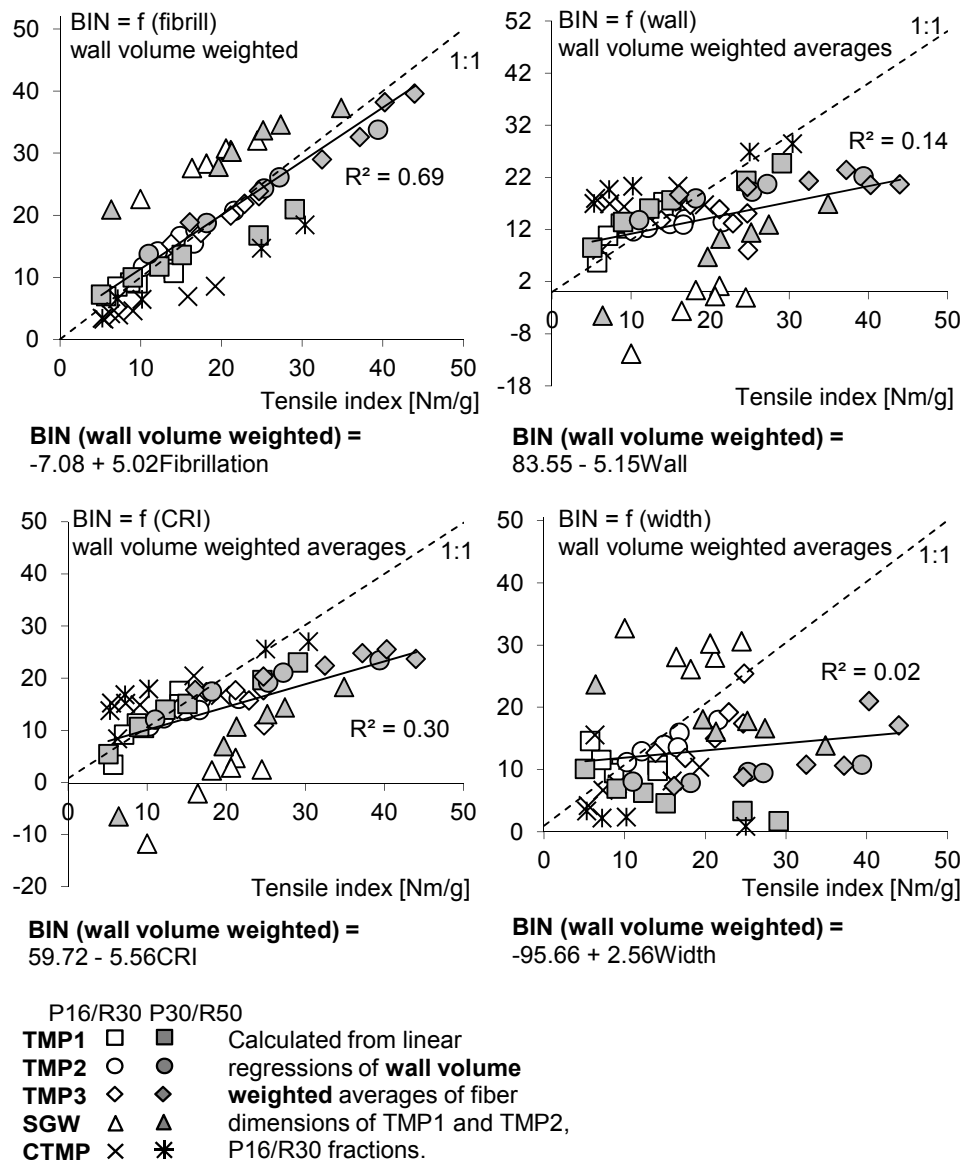 BIN = f (fibrill)
wall volume weighted
1:1
R² = 0.69
50
40
30
20
10
0
0 10 20 30 40 50
Tensile index [Nm/g]
BIN (wall volume weighted) =
-7.08 + 5.02Fibrillation
BIN = f (wall)
wall volume weighted averages
1:1
R² = 0.14
52
42
32
22
12
2
-8
-18
0 10 20 30 40 50
Tensile index [Nm/g]
BIN (wall volume weighted) =
83.55 - 5.15Wall
BIN = f (CRI)
wall volume weighted averages
1:1
R² = 0.30
50
40
30
20
10
0
-10
-20
0 10 20 30 40 50
Tensile index [Nm/g]
BIN (wall volume weighted) =
59.72 - 5.56CRI
BIN = f (width)
wall volume weighted averages
1:1
R² = 0.02
50
40
30
20
10
0
0 10 20 30 40 50
Tensile index [Nm/g]
BIN (wall volume weighted) =
-95.66 + 2.56Width
P16/R30 P30/R50
TMP1 Calculated from linear
TMP2 regressions of wall volume
TMP3 weighted averages of fiber
SGW dimensions of TMP1 and TMP2,
CTMP P16/R30 fractions.